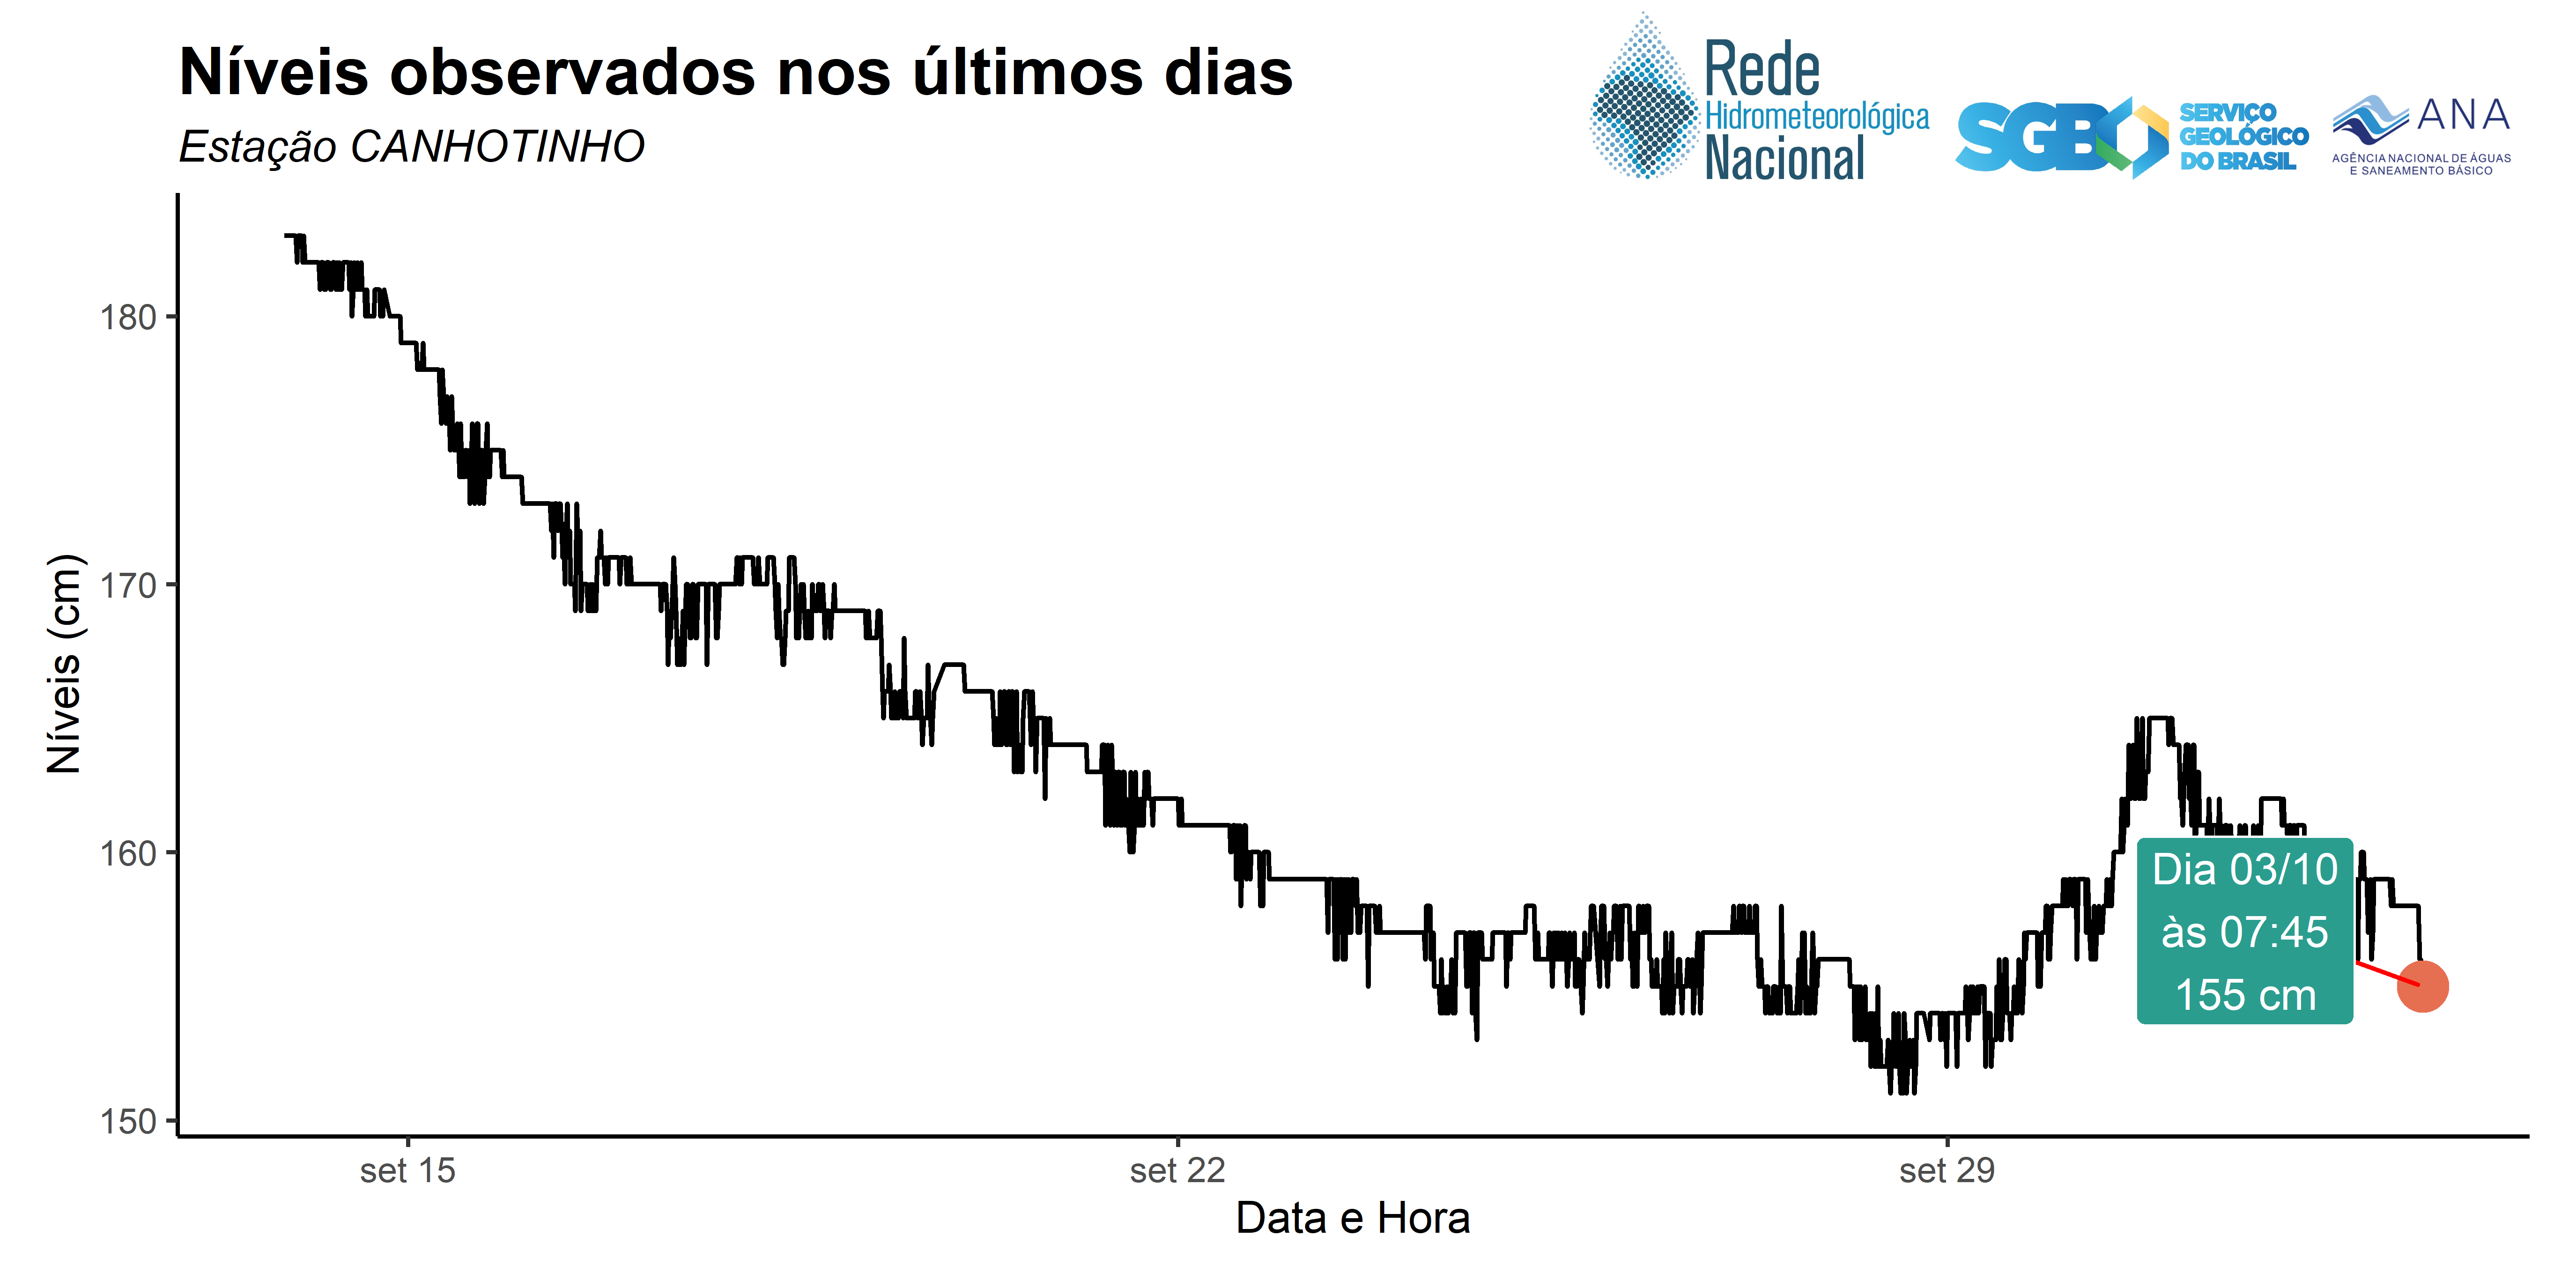 Níveis observados nos últimos dias
Estação CANHOTINHO
Rede
Hidrometeorológica
Nacional
SGB
SERVIÇO
GEOLÓGICO
DO BRASIL
ANA
AGÊNCIA NACIONAL DE ÁGUAS
E SANEAMENTO BÁSICO
Níveis (cm)
180
170
160
150
Dia 03/10
às 07:45
155 cm
set 15
set 22
set 29
Data e Hora